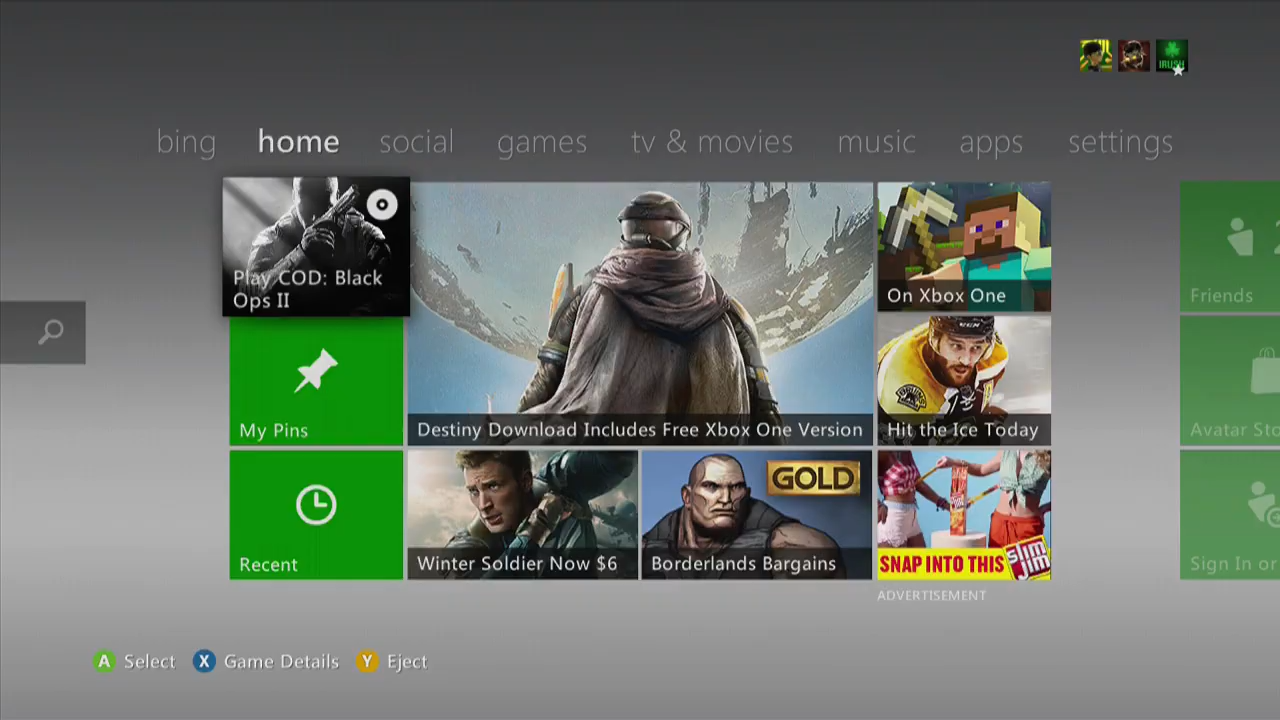 IRISH
bing home social games tv & movies music apps settings
Play COD: Black
Ops II
On Xbox One
Friends
My Pins
Destiny Download Includes Free Xbox One Version
Hit the Ice Today
Avatar Sto
GOLD
Recent
Winter Soldier Now $6
Borderlands Bargains
SNAP INTO THIS
SLIM
JIM
Sign In or
ADVERTISEMENT
A Select X Game Details Y Eject